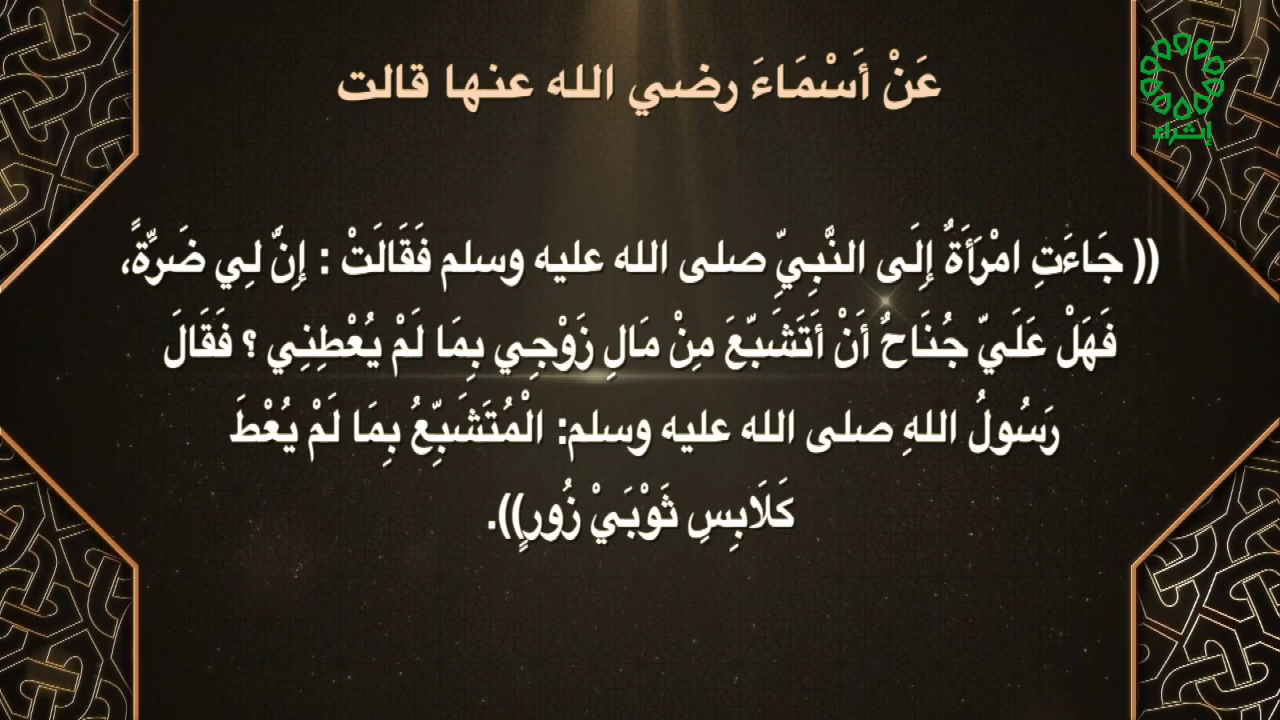 عَنْ أَسْمَاءَ رضي الله عنها قالت
إثراء
(( جَاءَتِ امْرَأَةٌ إِلَى النَّبِيِّ صلى الله عليه وسلم فَقَالَتْ : إِنّ لِي ضَرَّةً،
فَهَلْ عَلَيّ جُنَاحٌ أَنْ أَتَشَبّعَ مِنْ مَالِ زَوْجِي بِمَا لَمْ يُعْطِنِي ؟ فَقَالَ
رَسُولُ اللهِ صلى الله عليه وسلم: الْمُتَشَبِّعُ بِمَا لَمْ يُعْطَ
كَلَابِسِ ثَوْبَيْ زُورٍ)).